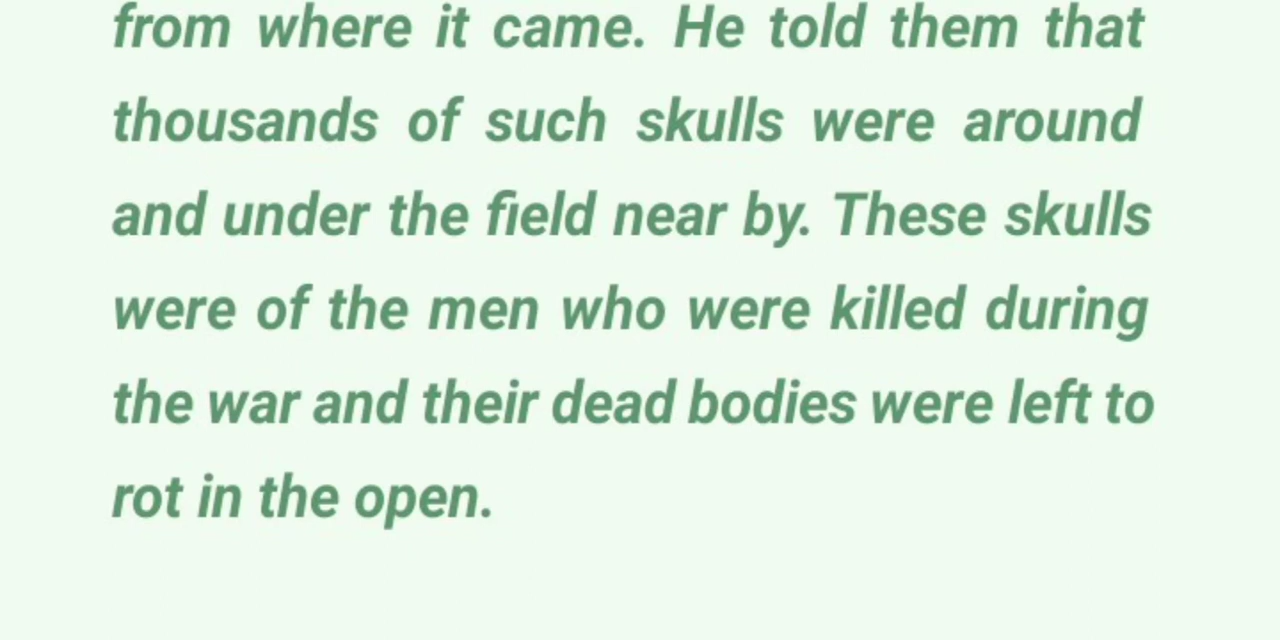 from where it came. He told them that
thousands of such skulls were around
and under the field near by. These skulls
were of the men who were killed during
the war and their dead bodies were left to
rot in the open.